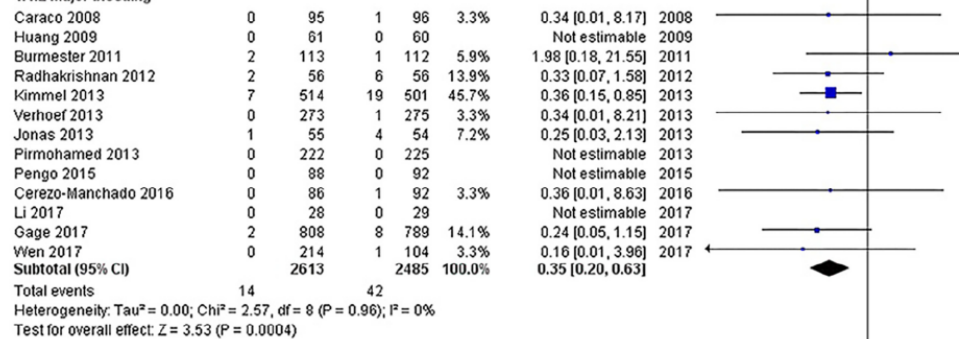 Caraco 2008 0 95 1 96 3.3% 0.34 [0.01, 8.17] 2008
Huang 2009 0 61 0 60 Not estimable 2009
Burmester 2011 2 113 1 112 5.9% 1.98 [0.18, 21.55] 2011
Radhakrishnan 2012 2 56 6 56 13.9% 0.33 [0.07, 1.58] 2012
Kimmel 2013 7 514 19 501 45.7% 0.36 [0.15, 0.85] 2013
Verhoef 2013 0 273 1 275 3.3% 0.34 [0.01, 8.21] 2013
Jonas 2013 1 55 4 54 7.2% 0.25 [0.03, 2.13] 2013
Pirmohamed 2013 0 222 0 225 Not estimable 2013
Pengo 2015 0 88 0 92 Not estimable 2015
Cerezo-Manchado 2016 0 86 1 92 3.3% 0.36 [0.01, 8.63] 2016
Li 2017 0 28 0 29 Not estimable 2017
Gage 2017 2 808 8 789 14.1% 0.24 [0.05, 1.15] 2017
Wen 2017 0 214 1 104 3.3% 0.16 [0.01, 3.96] 2017
Subtotal (95% CI) 2613 2485 100.0% 0.35 [0.20, 0.63]
Total events 14 42
Heterogeneity: Tau² = 0.00; Chi² = 2.57, df = 8 (P = 0.96); I² = 0%
Test for overall effect: Z = 3.53 (P = 0.0004)